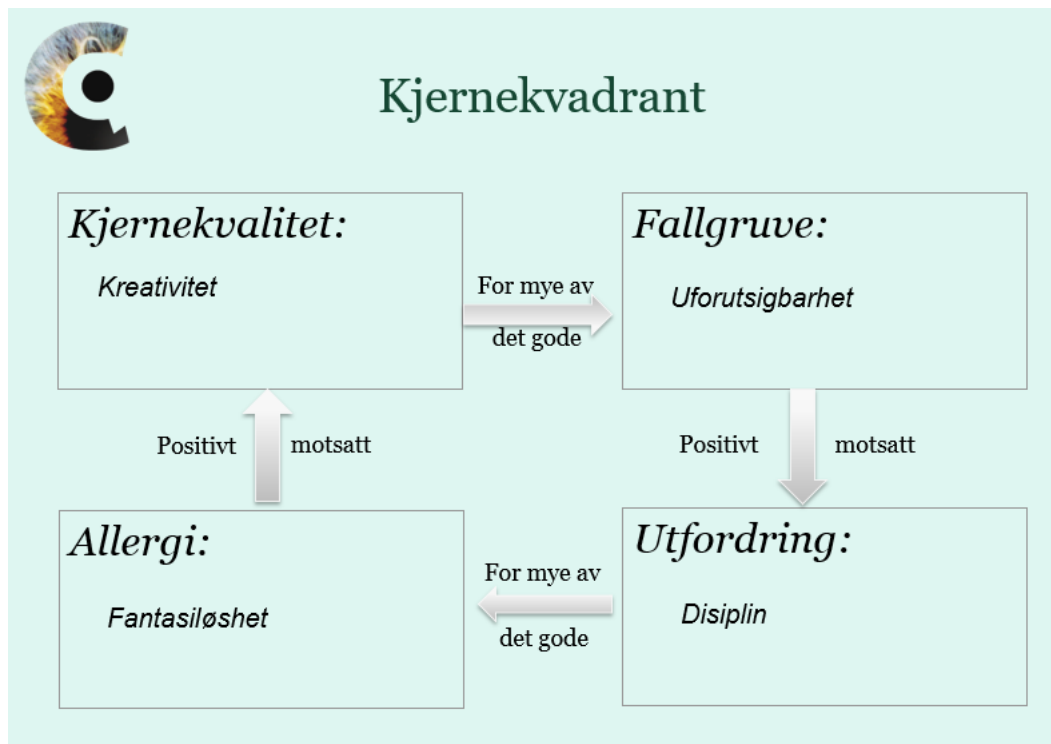 Kjernekvadrant
Kjernekvalitet:
Kreativitet
For mye av
det gode
Fallgruve:
Uforutsigbarhet
Positivt motsatt
Positivt motsatt
Allergi:
Fantasiløshet
For mye av
det gode
Utfordring:
Disiplin